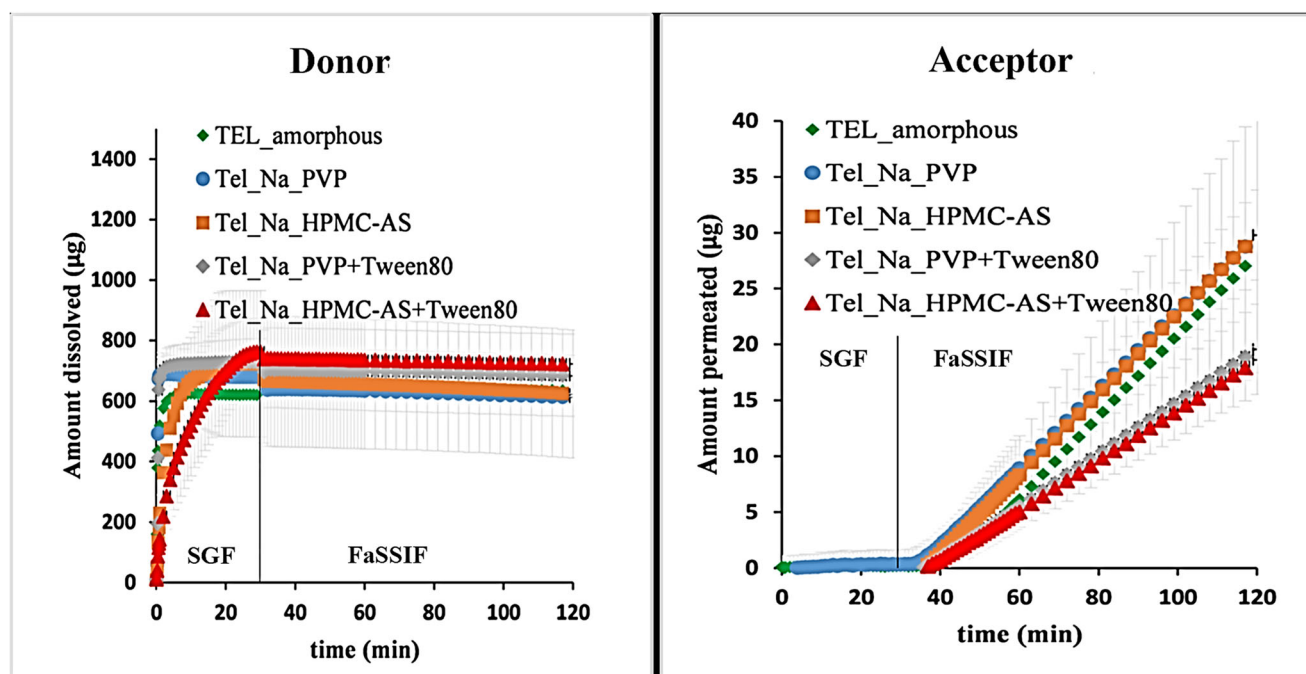 Donor
TEL_amorphous
Tel_Na_PVP
Tel_Na_HPMC-AS
Tel_Na_PVP+Tween80
Tel_Na_HPMC-AS+Tween80
Amount dissolved (µg)
1400
1200
1000
800
600
400
200
0
SGF
FaSSIF
0
20
40
60
80
100
120
time (min)
Acceptor
TEL_amorphous
Tel_Na_PVP
Tel_Na_HPMC-AS
Tel_Na_PVP+Tween80
Tel_Na_HPMC-AS+Tween80
Amount permeated (µg)
40
35
30
25
20
15
10
5
0
SGF
FaSSIF
0
20
40
60
80
100
120
time (min)